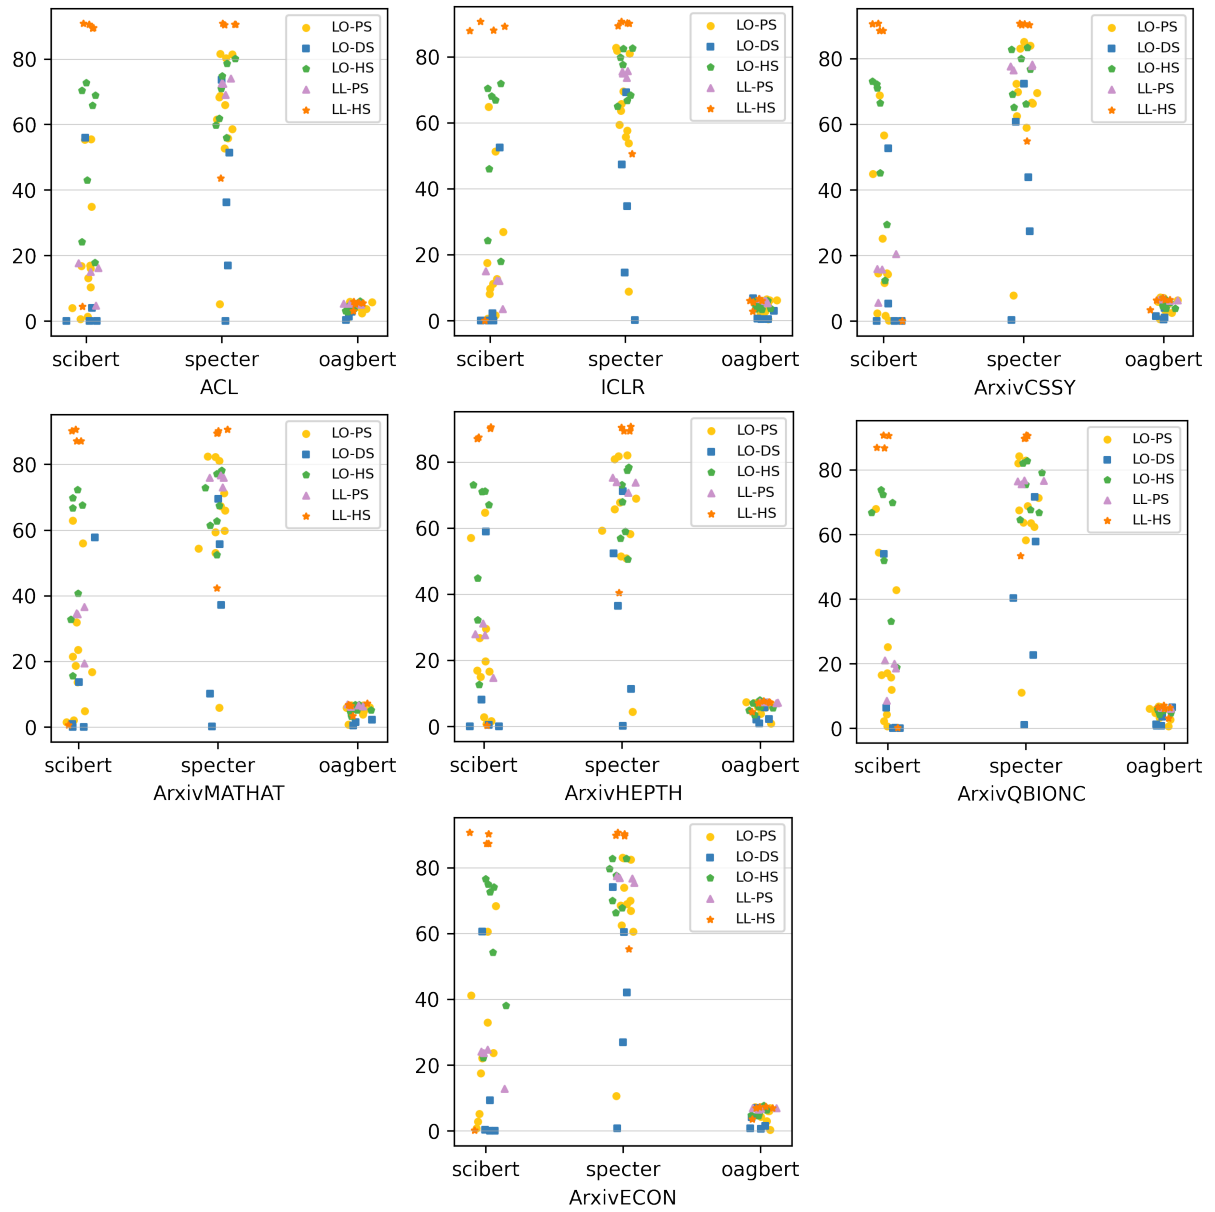 80
60
40
20
0
LO-PS
LO-DS
LO-HS
LL-PS
LL-HS
scibert
specter
oagbert
ACL
80
60
40
20
0
LO-PS
LO-DS
LO-HS
LL-PS
LL-HS
scibert
specter
oagbert
ICLR
80
60
40
20
0
LO-PS
LO-DS
LO-HS
LL-PS
LL-HS
scibert
specter
oagbert
ArxivCSSY
80
60
40
20
0
LO-PS
LO-DS
LO-HS
LL-PS
LL-HS
scibert
specter
oagbert
ArxivMATHAT
80
60
40
20
0
LO-PS
LO-DS
LO-HS
LL-PS
LL-HS
scibert
specter
oagbert
ArxivHEPTH
80
60
40
20
0
LO-PS
LO-DS
LO-HS
LL-PS
LL-HS
scibert
specter
oagbert
ArxivQBIONC
80
60
40
20
0
LO-PS
LO-DS
LO-HS
LL-PS
LL-HS
scibert
specter
oagbert
ArxivECON